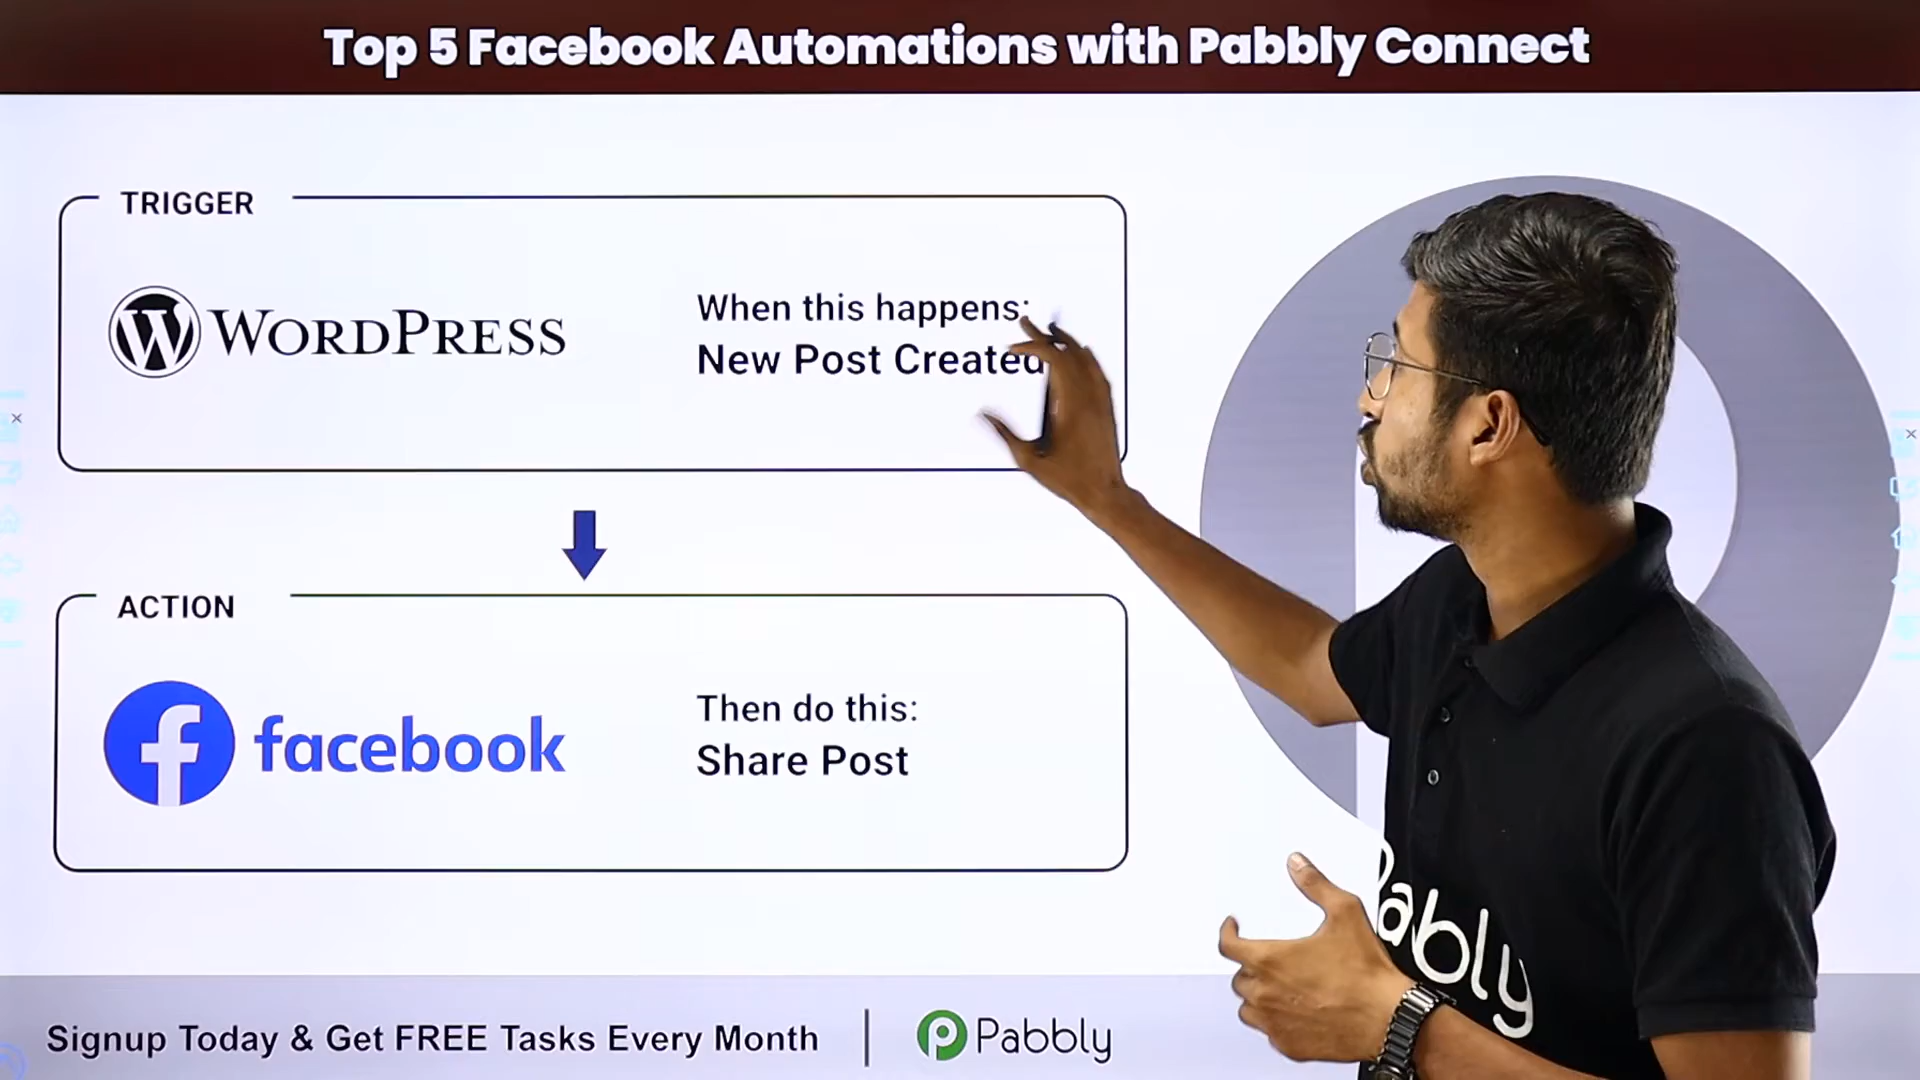 Top 5 Facebook Automations with Pabbly Connect
TRIGGER
WORDPRESS
When this happens:
New Post Created
ACTION
facebook
Then do this:
Share Post
Signup Today & Get FREE Tasks Every Month
Pabbly
Pabbly